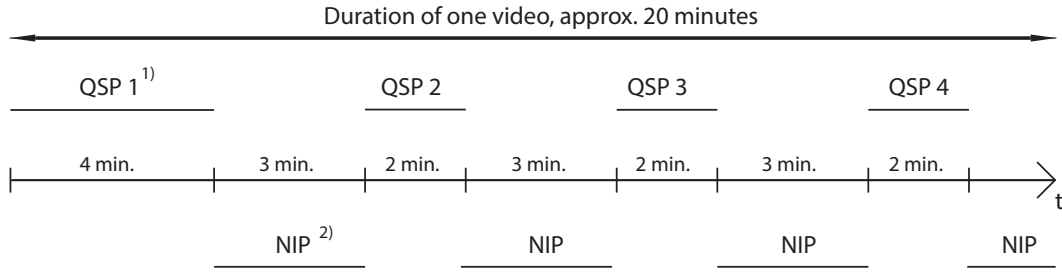 Duration of one video, approx. 20 minutes
QSP 1 1) QSP 2 QSP 3 QSP 4
4 min. 3 min. 2 min. 3 min. 2 min. 3 min. 2 min.
t
NIP 2) NIP NIP NIP